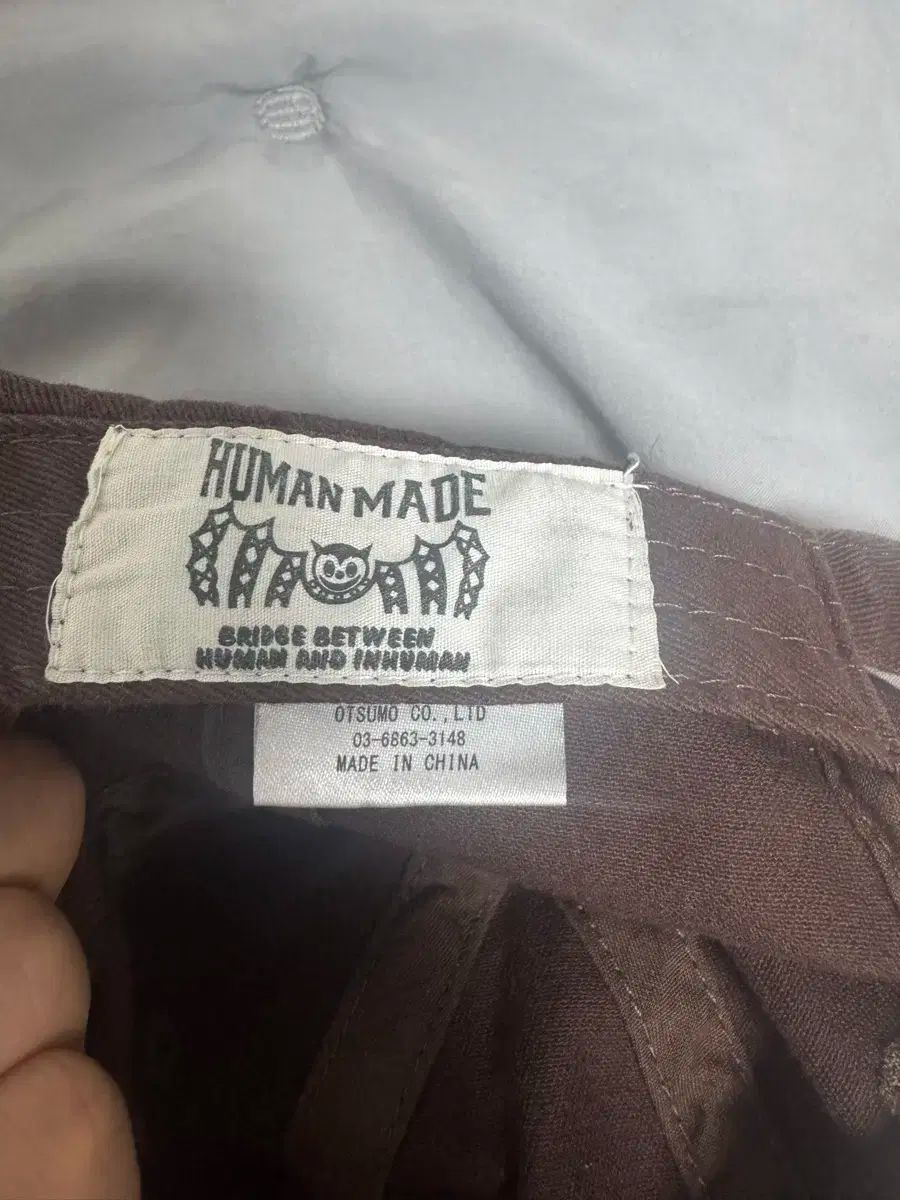 HUMAN MADE
BRIDGE BETWEEN
HUMAN AND INHUMAN
OTSUMO CO.,LTD
03-6863-3148
MADE IN CHINA